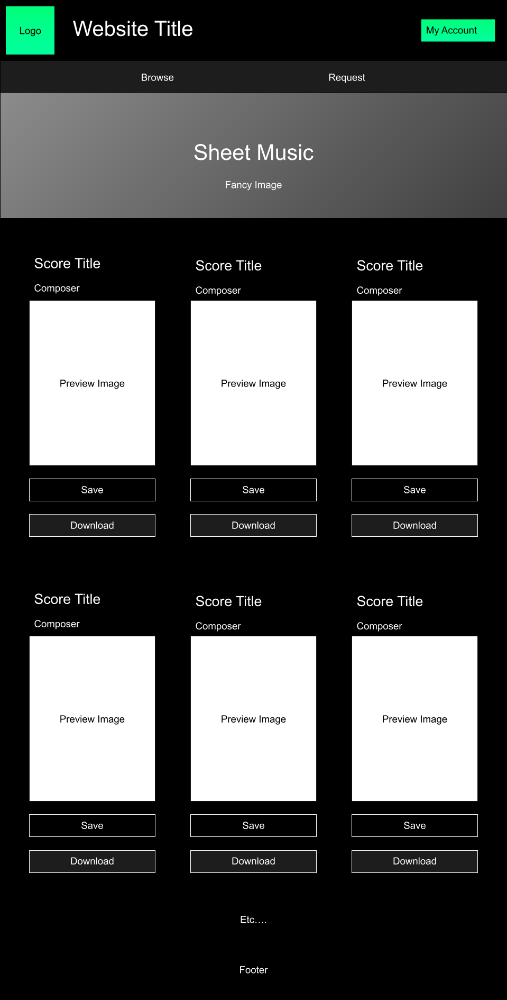 Logo
Website Title
My Account
Browse
Request
Sheet Music
Fancy Image
Score Title
Composer
Preview Image
Save
Download
Score Title
Composer
Preview Image
Save
Download
Score Title
Composer
Preview Image
Save
Download
Score Title
Composer
Preview Image
Save
Download
Score Title
Composer
Preview Image
Save
Download
Score Title
Composer
Preview Image
Save
Download
Etc....
Footer